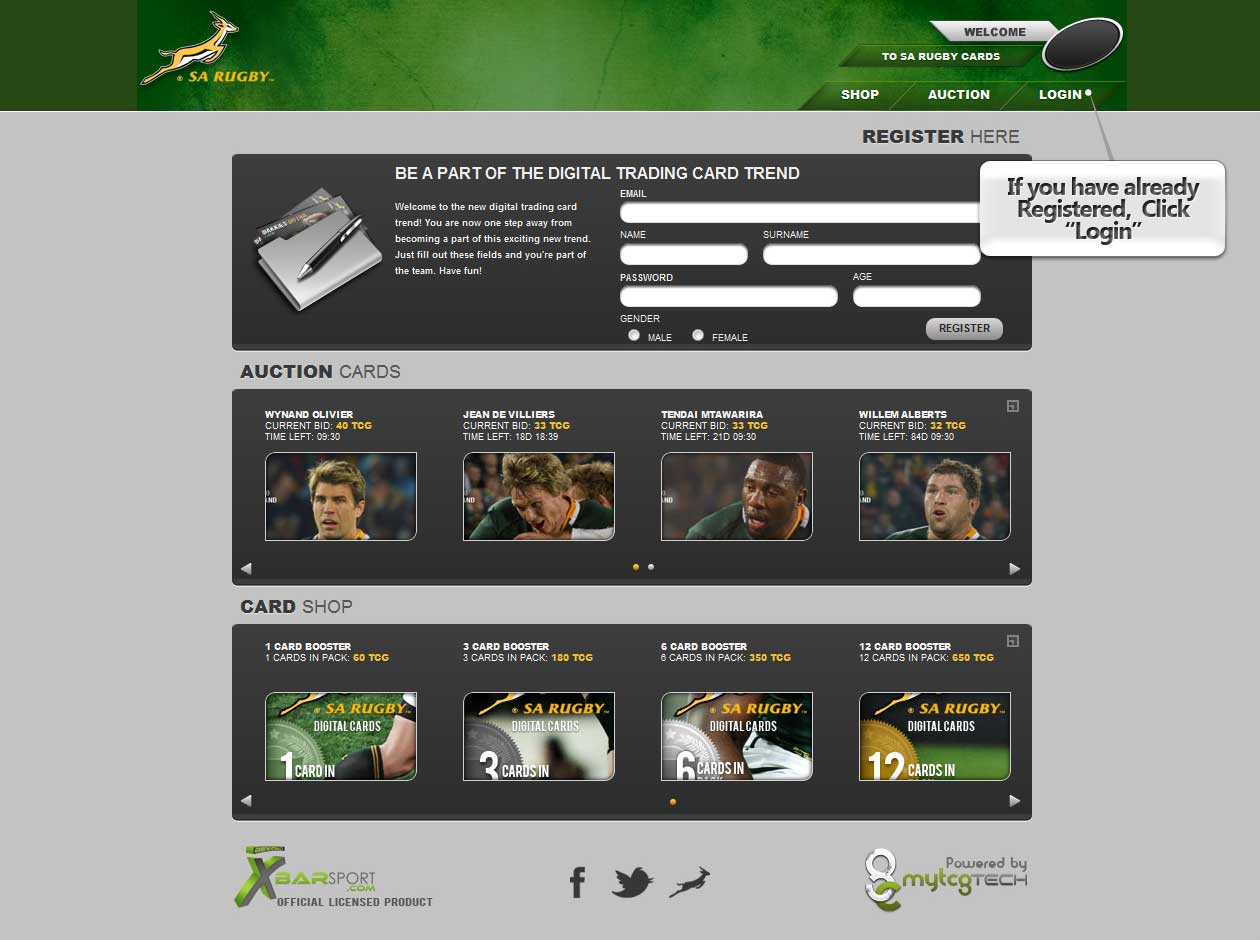 ® SA RUGBY™
WELCOME
TO SA RUGBY CARDS
SHOP
AUCTION
LOGIN
REGISTER HERE
If you have already
Registered, Click
“Login”
BE A PART OF THE DIGITAL TRADING CARD TREND
Welcome to the new digital trading card
trend! You are now one step away from
becoming a part of this exciting new trend.
Just fill out these fields and you're part of
the team. Have fun!
EMAIL
NAME
SURNAME
PASSWORD
AGE
GENDER
MALE
FEMALE
REGISTER
AUCTION CARDS
WYNAND OLIVIER
CURRENT BID: 40 TCG
TIME LEFT: 09:30
JEAN DE VILLIERS
CURRENT BID: 33 TCG
TIME LEFT: 18D 18:39
TENDAI MTAWARIRA
CURRENT BID: 33 TCG
TIME LEFT: 21D 09:30
WILLEM ALBERTS
CURRENT BID: 32 TCG
TIME LEFT: 84D 09:30
CARD SHOP
1 CARD BOOSTER
1 CARDS IN PACK: 60 TCG
3 CARD BOOSTER
3 CARDS IN PACK: 180 TCG
6 CARD BOOSTER
6 CARDS IN PACK: 350 TCG
12 CARD BOOSTER
12 CARDS IN PACK: 650 TCG
® SA RUGBY™
DIGITAL CARDS
1 CARD IN
® SA RUGBY™
DIGITAL CARDS
3 CARDS IN
® SA RUGBY™
DIGITAL CARDS
6 CARDS IN
® SA RUGBY™
DIGITAL CARDS
12 CARDS IN
XBARSPORT
.COM
OFFICIAL LICENSED PRODUCT
Powered by
mytcgTECH